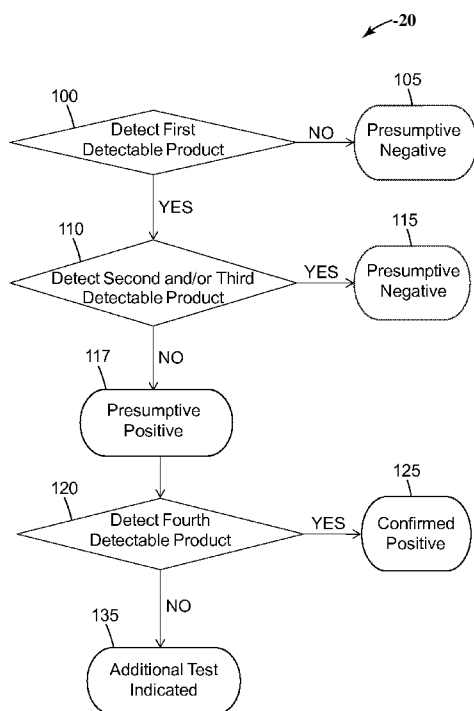 -20
100
Detect First
Detectable Product
NO
105
Presumptive
Negative
YES
110
Detect Second and/or Third
Detectable Product
YES
115
Presumptive
Negative
NO
117
Presumptive
Positive
120
Detect Fourth
Detectable Product
YES
125
Confirmed
Positive
NO
135
Additional Test
Indicated